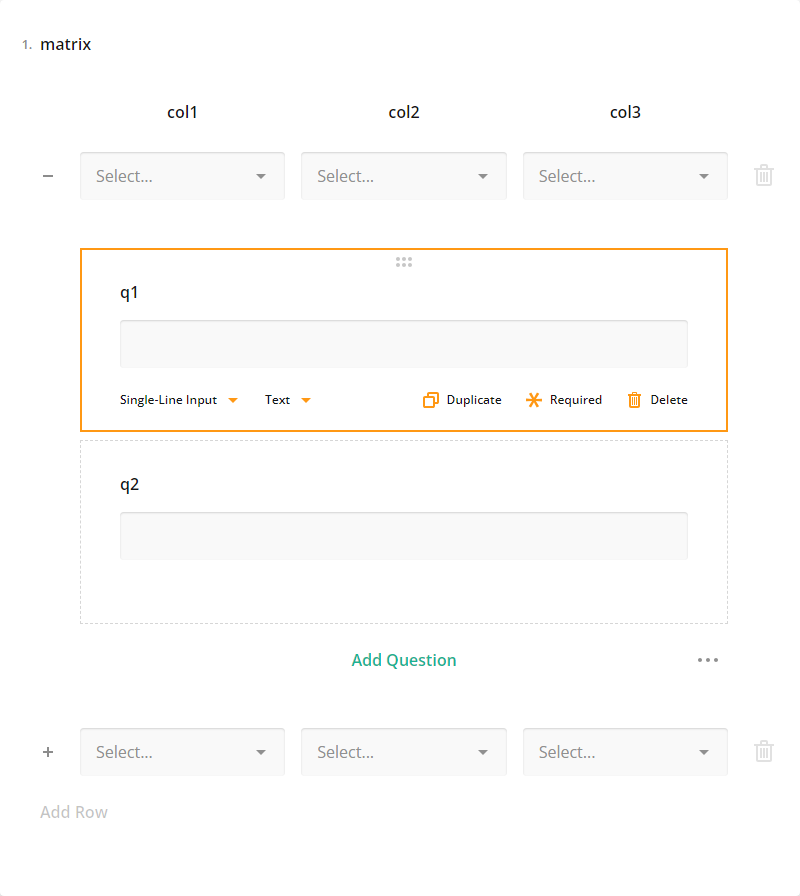 1. matrix
col1 col2 col3
Select... Select... Select...
q1
Single-Line Input Text Duplicate Required Delete
q2
Add Question
Select... Select... Select...
Add Row